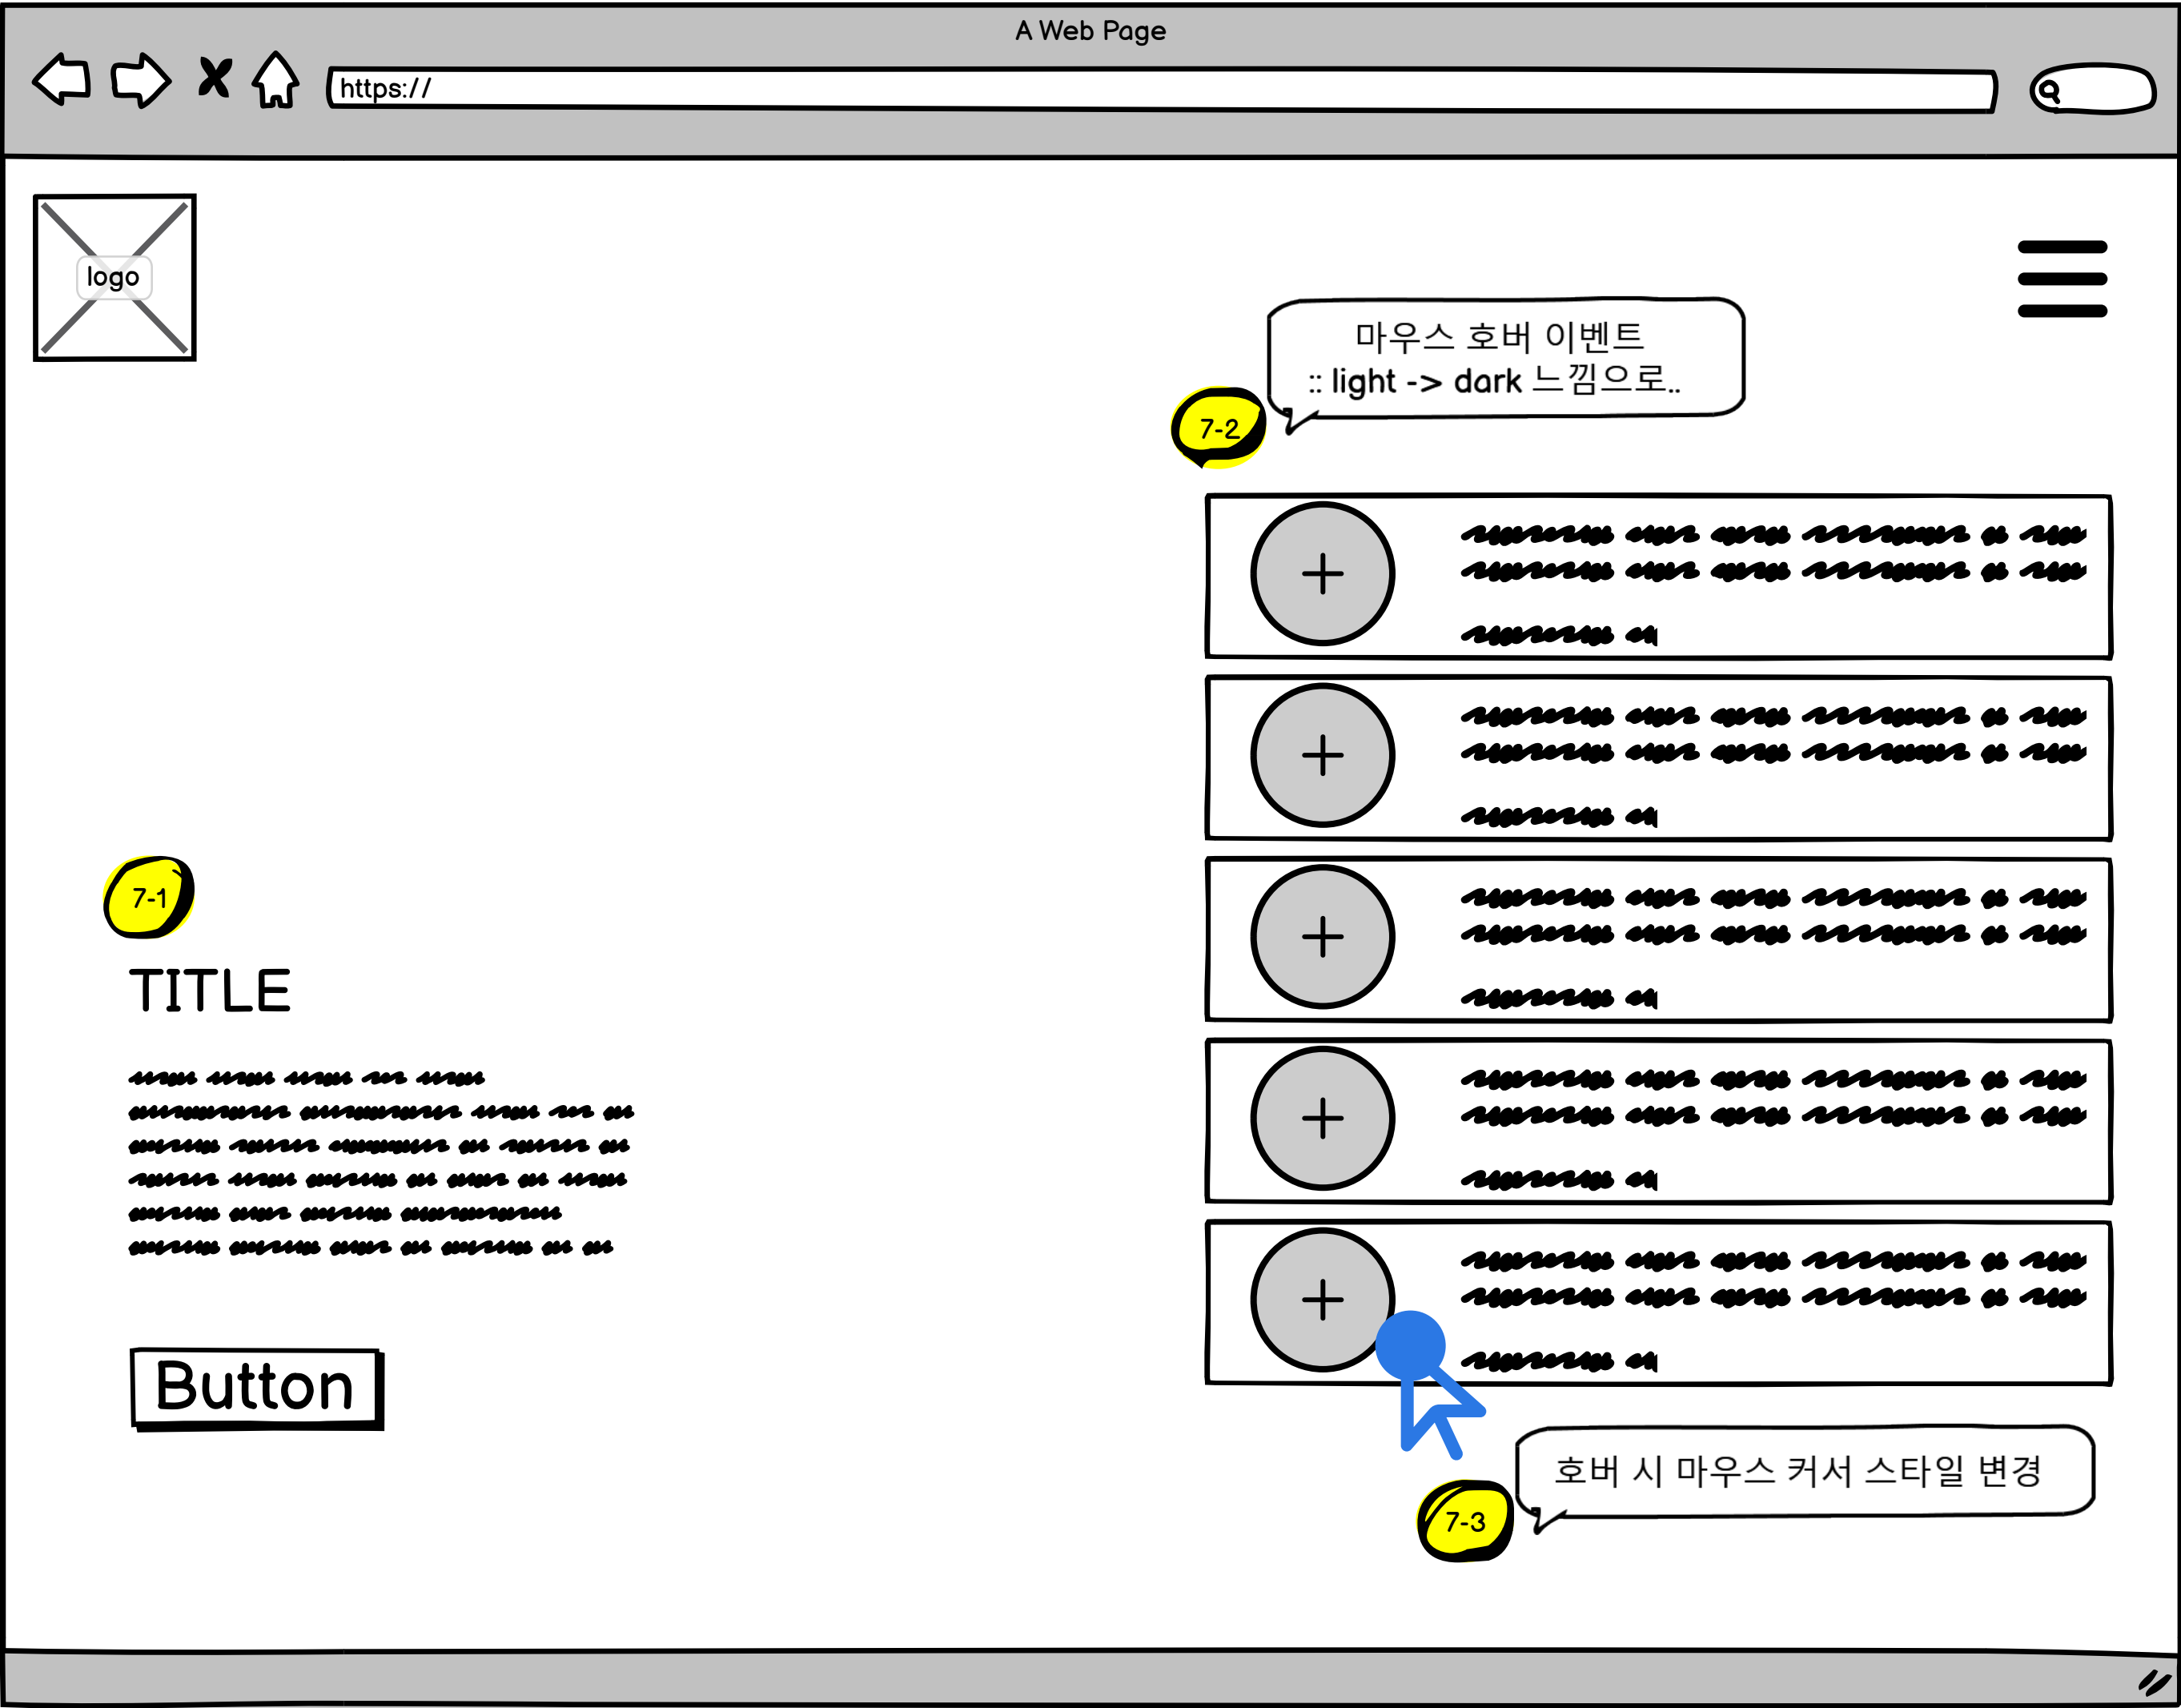 A Web Page
https://
logo
마우스 호버 이벤트
:: light -> dark 느낌으로..
7-2
7-1
TITLE
Button
호버 시 마우스 커서 스타일 변경
7-3